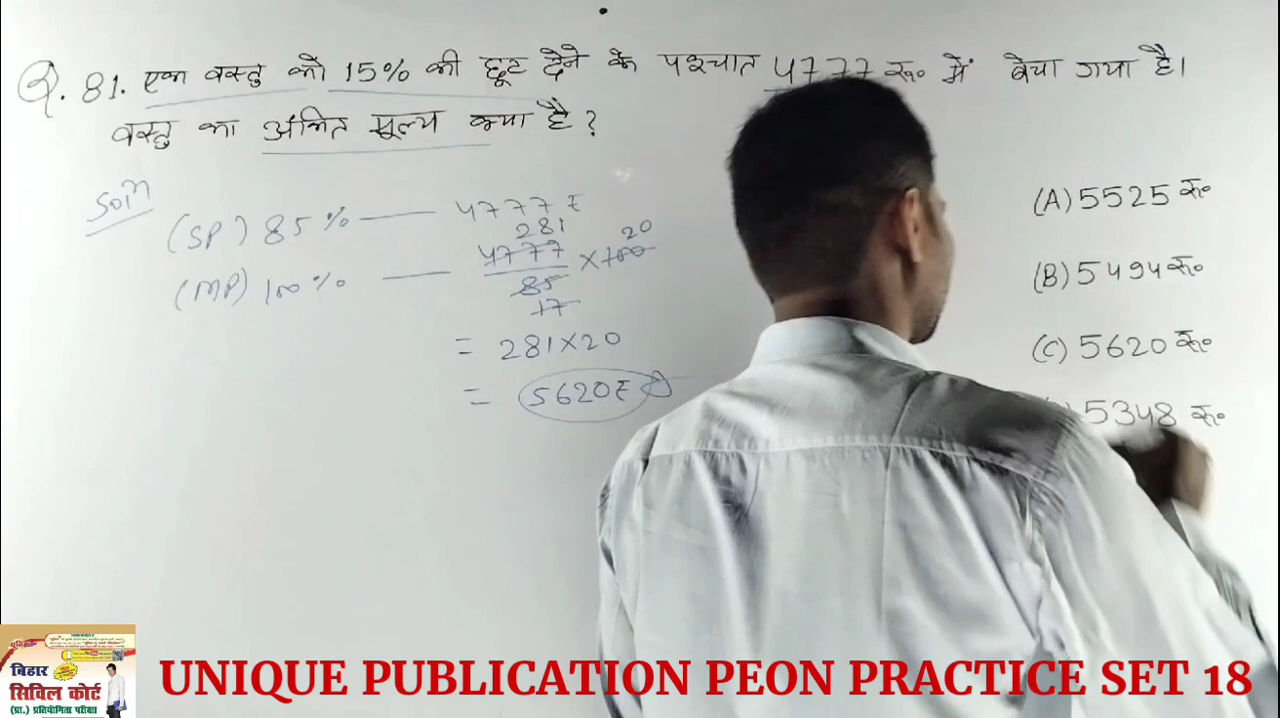 Q. 81. एक वस्तु को 15% की छूट देने के पश्चात 4777 रू० में बेचा गया है।
वस्तु का अंकित मूल्य क्या है?
Soln
(SP) 85% — 4777 ₹
281 20
(MP) 100% — 4777/85 × 100
17
= 281×20
= 5620₹
(A) 5525 रू०
(B) 5494 रू०
(C) 5620 रू०
5348 रू०
बिहार
सिविल कोर्ट
(प्रा.) प्रतियोगिता परीक्षा
UNIQUE PUBLICATION PEON PRACTICE SET 18